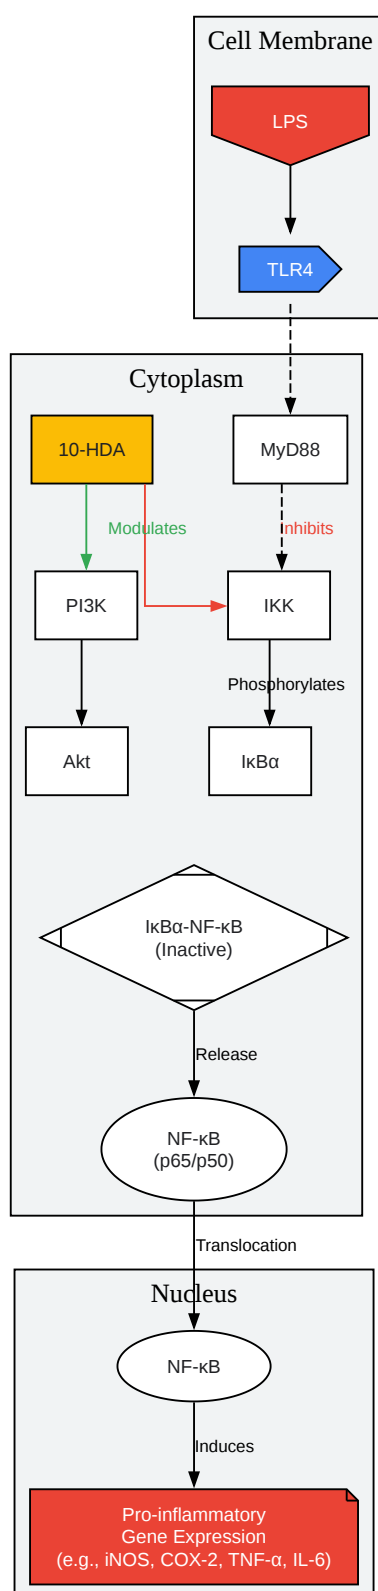 Cell Membrane
LPS
TLR4
Cytoplasm
10-HDA
MyD88
Modulates
Inhibits
PI3K
IKK
Phosphorylates
Akt
IκBα
IκBα-NF-κB
(Inactive)
Release
NF-κB
(p65/p50)
Translocation
Nucleus
NF-κB
Induces
Pro-inflammatory
Gene Expression
(e.g., iNOS, COX-2, TNF-α, IL-6)